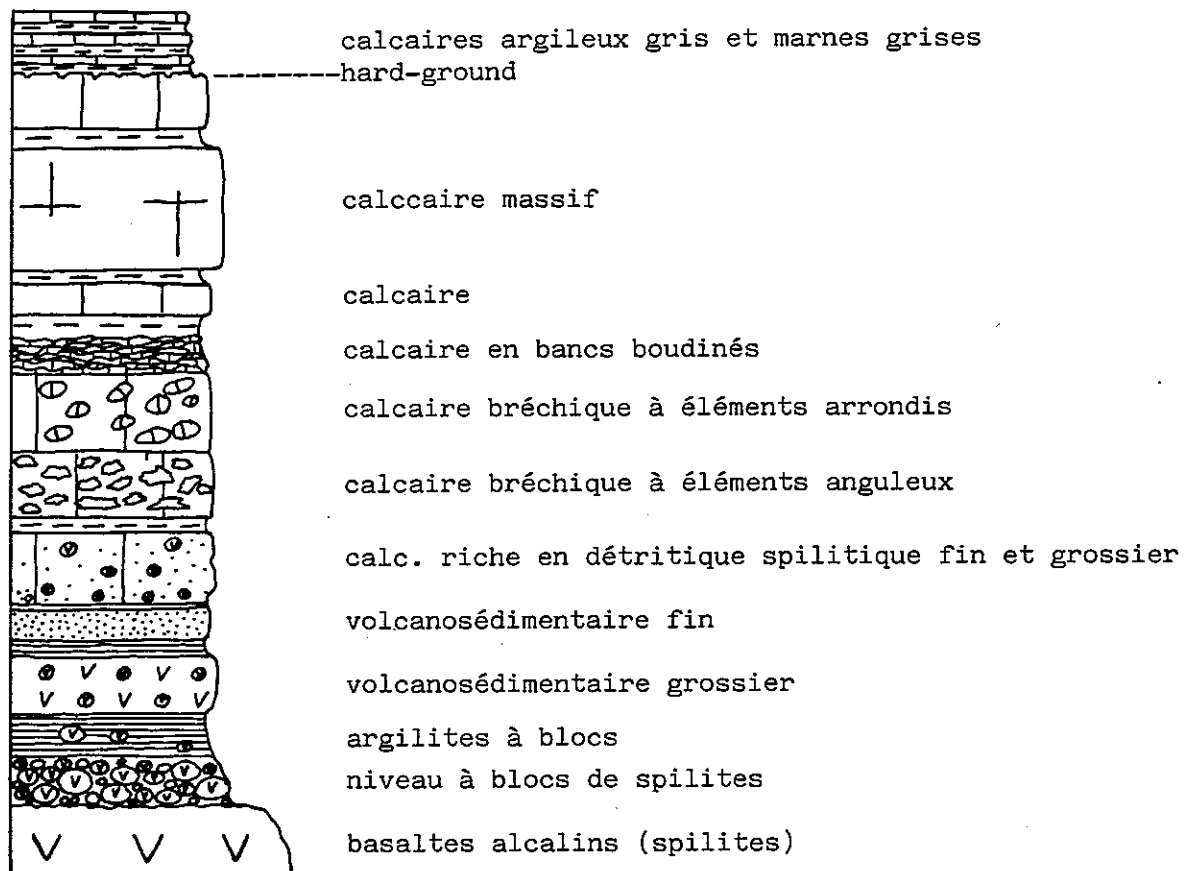 calcaires argileux gris et marnes grises
hard-ground
calccaire massif
calcaire
calcaire en bancs boudinés
calcaire bréchique à éléments arrondis
calcaire bréchique à éléments anguleux
calc. riche en détritique spilitique fin et grossier
volcanosédimentaire fin
volcanosédimentaire grossier
argilites à blocs
niveau à blocs de spilites
basaltes alcalins (spilites)